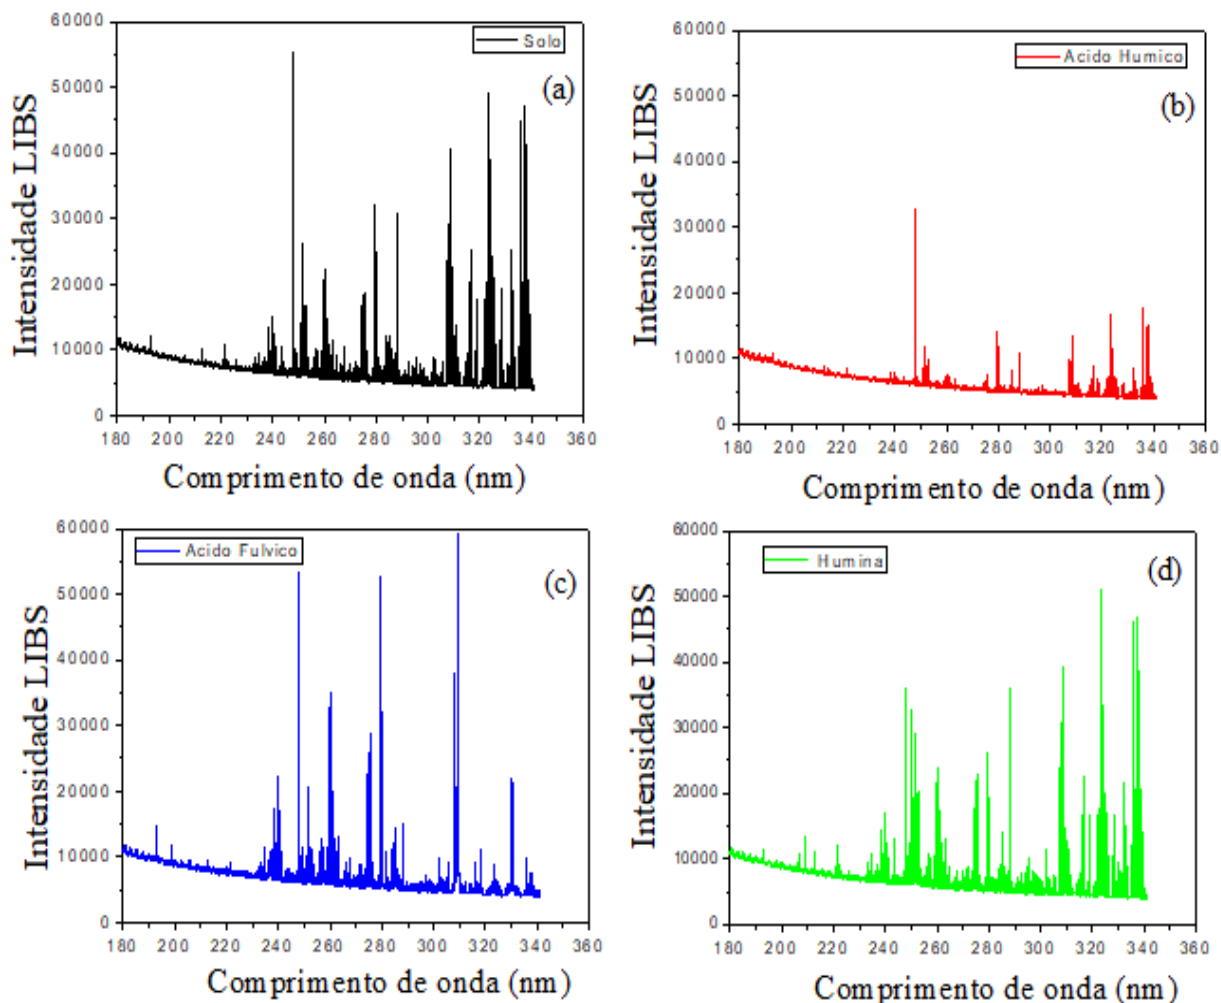 Intensidade LIBS
60000
50000
40000
30000
20000
10000
0
Solo
(a)
180 200 220 240 260 280 300 320 340 360
Comprimento de onda (nm)
Intensidade LIBS
60000
50000
40000
30000
20000
10000
0
Acido Humico
(b)
180 200 220 240 260 280 300 320 340 360
Comprimento de onda (nm)
Intensidade LIBS
60000
50000
40000
30000
20000
10000
0
Acido Fulvico
(c)
180 200 220 240 260 280 300 320 340 360
Comprimento de onda (nm)
Intensidade LIBS
60000
50000
40000
30000
20000
10000
0
Humina
(d)
180 200 220 240 260 280 300 320 340 360
Comprimento de onda (nm)